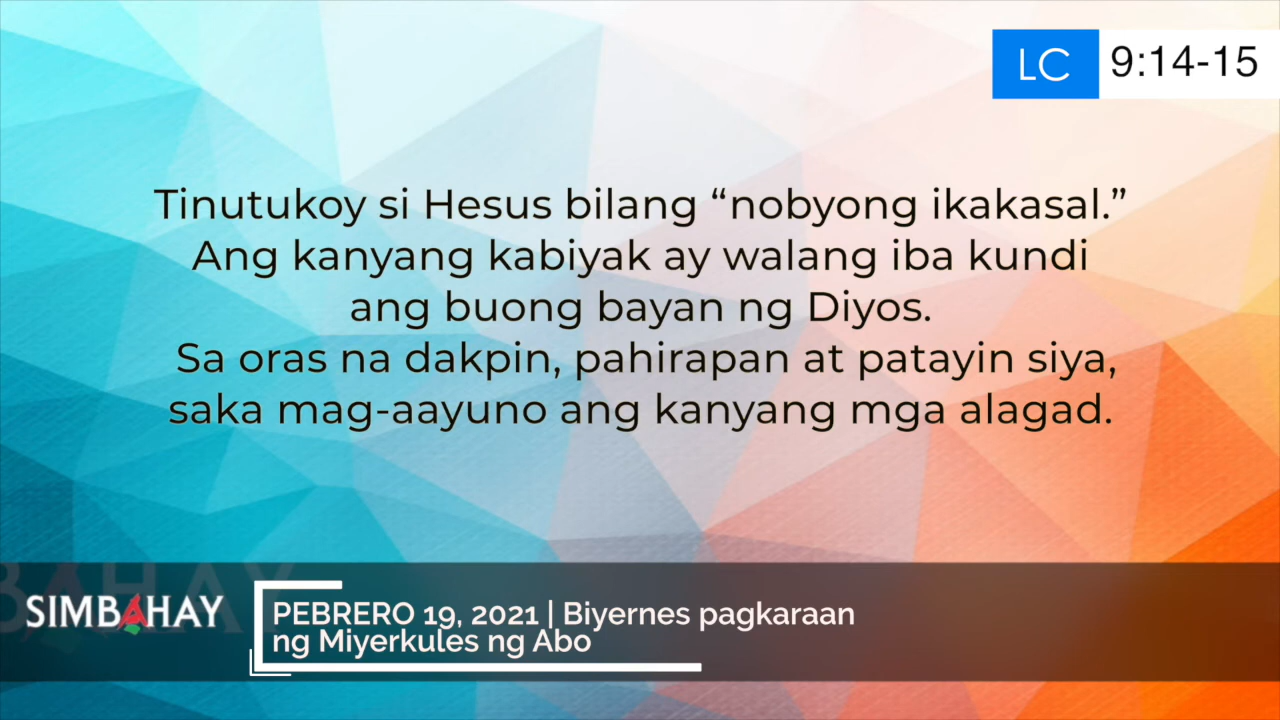 LC 9:14-15
Tinutukoy si Hesus bilang “nobyong ikakasal.”
Ang kanyang kabiyak ay walang iba kundi
ang buong bayan ng Diyos.
Sa oras na dakpin, pahirapan at patayin siya,
saka mag-aayuno ang kanyang mga alagad.
SIMBAHAY
PEBRERO 19, 2021 | Biyernes pagkaraan
ng Miyerkules ng Abo